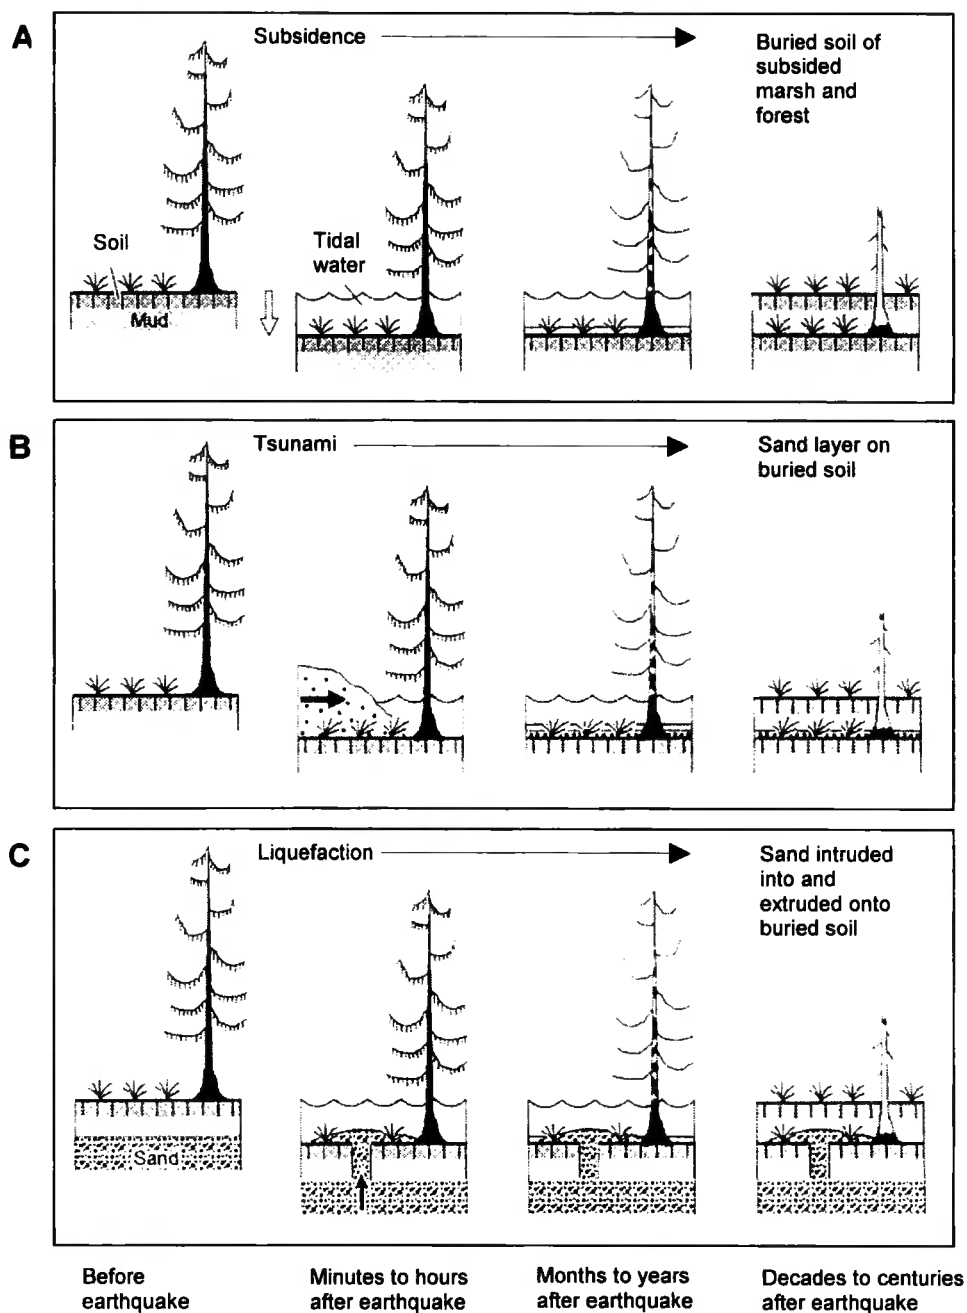 A
Subsidence
Buried soil of
subsided
marsh and
forest
Soil
Tidal
water
Mud
B
Tsunami
Sand layer on
buried soil
C
Liquefaction
Sand intruded
into and
extruded onto
buried soil
Sand
Before
earthquake
Minutes to hours
after earthquake
Months to years
after earthquake
Decades to centuries
after earthquake